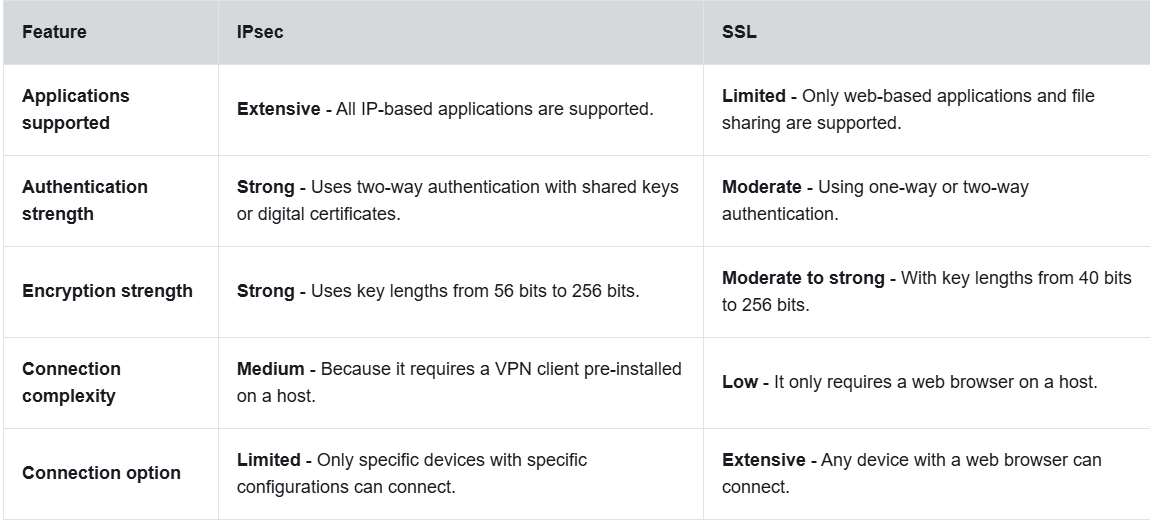 Feature
IPsec
SSL
Applications
supported
Extensive - All IP-based applications are supported.
Limited - Only web-based applications and file
sharing are supported.
Authentication
strength
Strong - Uses two-way authentication with shared keys
or digital certificates.
Moderate - Using one-way or two-way
authentication.
Encryption strength
Strong - Uses key lengths from 56 bits to 256 bits.
Moderate to strong - With key lengths from 40 bits
to 256 bits.
Connection
complexity
Medium - Because it requires a VPN client pre-installed
on a host.
Low - It only requires a web browser on a host.
Connection option
Limited - Only specific devices with specific
configurations can connect.
Extensive - Any device with a web browser can
connect.